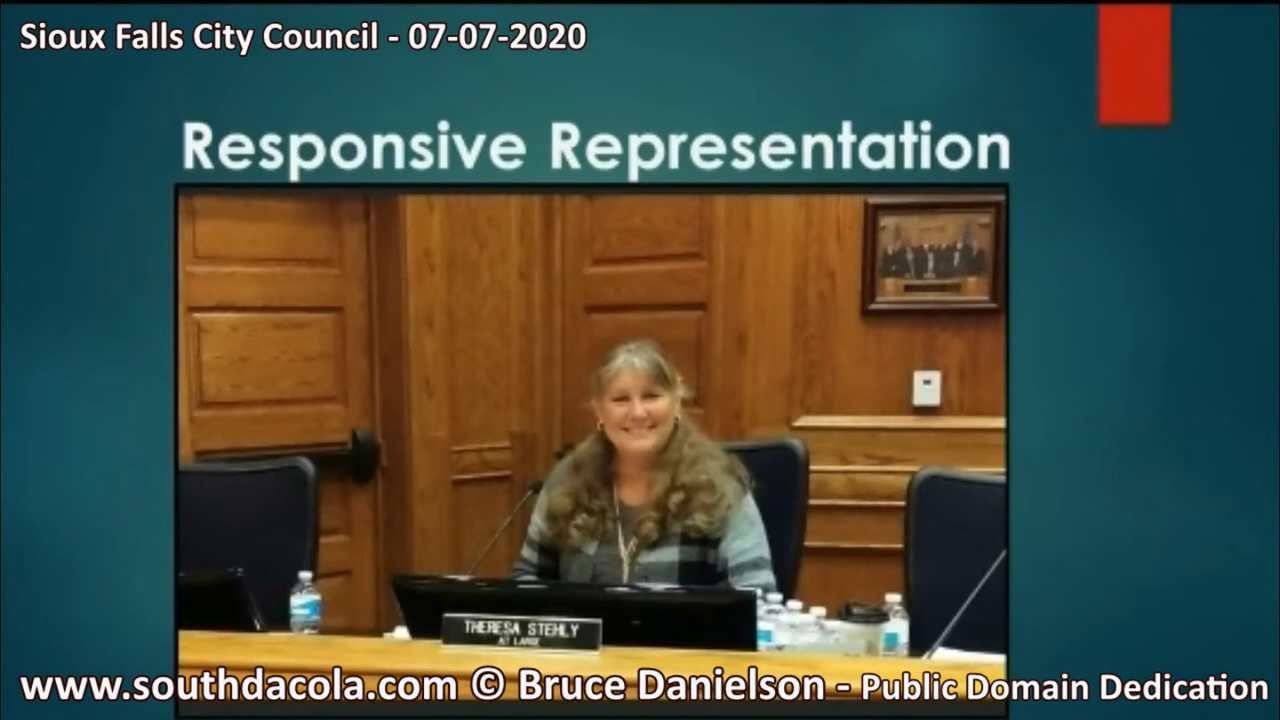 Sioux Falls City Council - 07-07-2020
Responsive Representation
THERESA STEHLY
AT LARGE
www.southdacola.com © Bruce Danielson - Public Domain Dedication